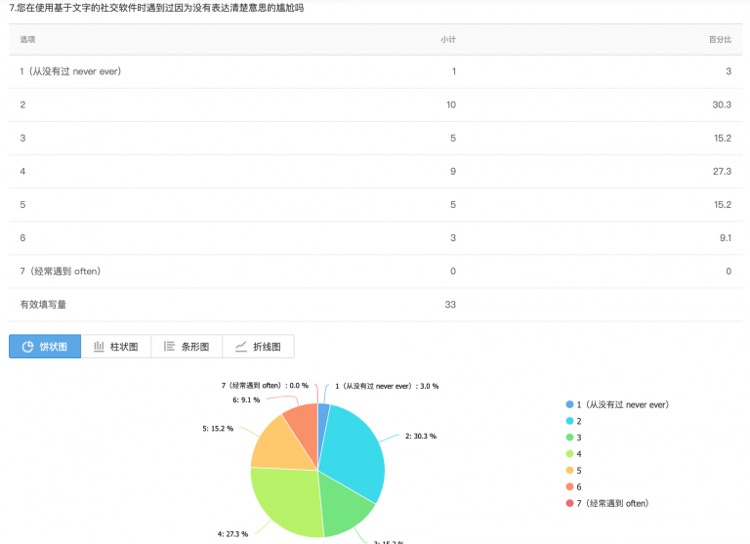 7.您在使用基于文字的社交软件时遇到过因为没有表达清楚意思的尴尬吗
选项 小计 百分比
1（从没有过 never ever） 1 3
2 10 30.3
3 5 15.2
4 9 27.3
5 5 15.2
6 3 9.1
7（经常遇到 often） 0 0
有效填写量 33
饼状图 柱状图 条形图 折线图
7（经常遇到 often）: 0.0 % 1（从没有过 never ever）: 3.0 %
6: 9.1 %
5: 15.2 %
2: 30.3 %
4: 27.3 %
3: 15.2 %
1（从没有过 never ever）
2
3
4
5
6
7（经常遇到 often）